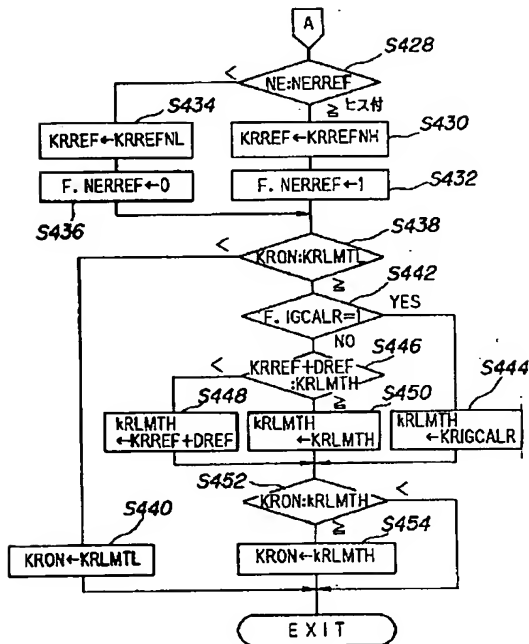 A
S428
NE:NERREF
<
≧ ヒス付
S434
KRREF←KRREFNL
KRREF←KRREFNH
S430
F. NERREF←0
F. NERREF←1
S432
S436
S438
<
KRON:KRLMTL
≧
S442
F. IGCALR=1
YES
NO
S446
KRREF+DREF
:KRLMTH
<
≧
S448
S450
S444
kRLMTH
←KRREF+DREF
kRLMTH
←KRLMTH
kRLMTH
←KRIGCALR
S452
KRON:kRLMTH
<
≧
S440
S454
KRON←KRLMTL
KRON←kRLMTH
EXIT